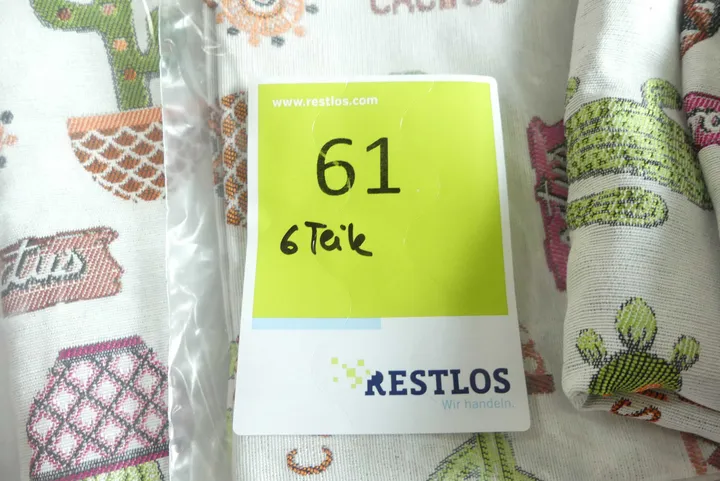 CACTUS
www.restlos.com
61
6 Teile
ctus
RESTLOS
Wir handeln.